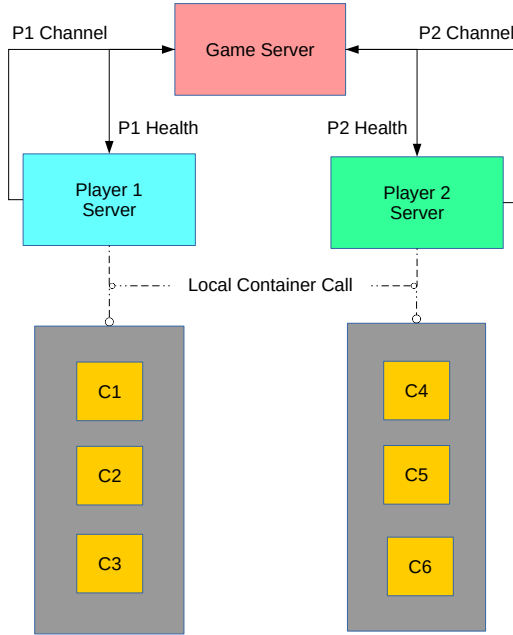 P1 Channel
P2 Channel
Game Server
P1 Health
P2 Health
Player 1
Server
Player 2
Server
Local Container Call
C1
C4
C2
C5
C3
C6